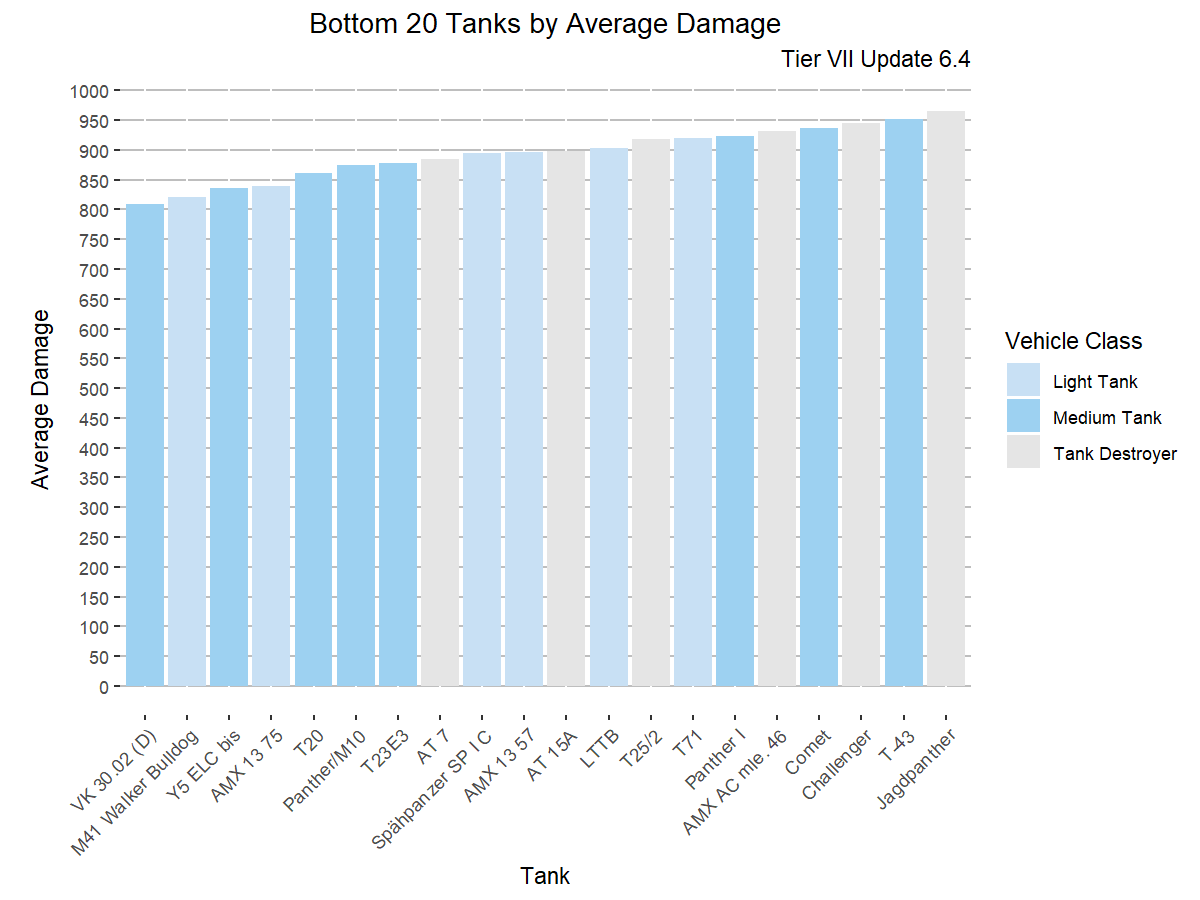 Bottom 20 Tanks by Average Damage
Tier VII Update 6.4
Average Damage
1000
950
900
850
800
750
700
650
600
550
500
450
400
350
300
250
200
150
100
50
0
VK 30.02 (D)
M41 Walker Bulldog
Y5 ELC bis
AMX 13 75
T20
Panther/M10
T23E3
AT 7
Spähpanzer SP I C
AMX 13 57
AT 15A
LTTB
T25/2
T71
Panther I
AMX AC mle. 46
Comet
Challenger
T-43
Jagdpanther
Tank
Vehicle Class
Light Tank
Medium Tank
Tank Destroyer